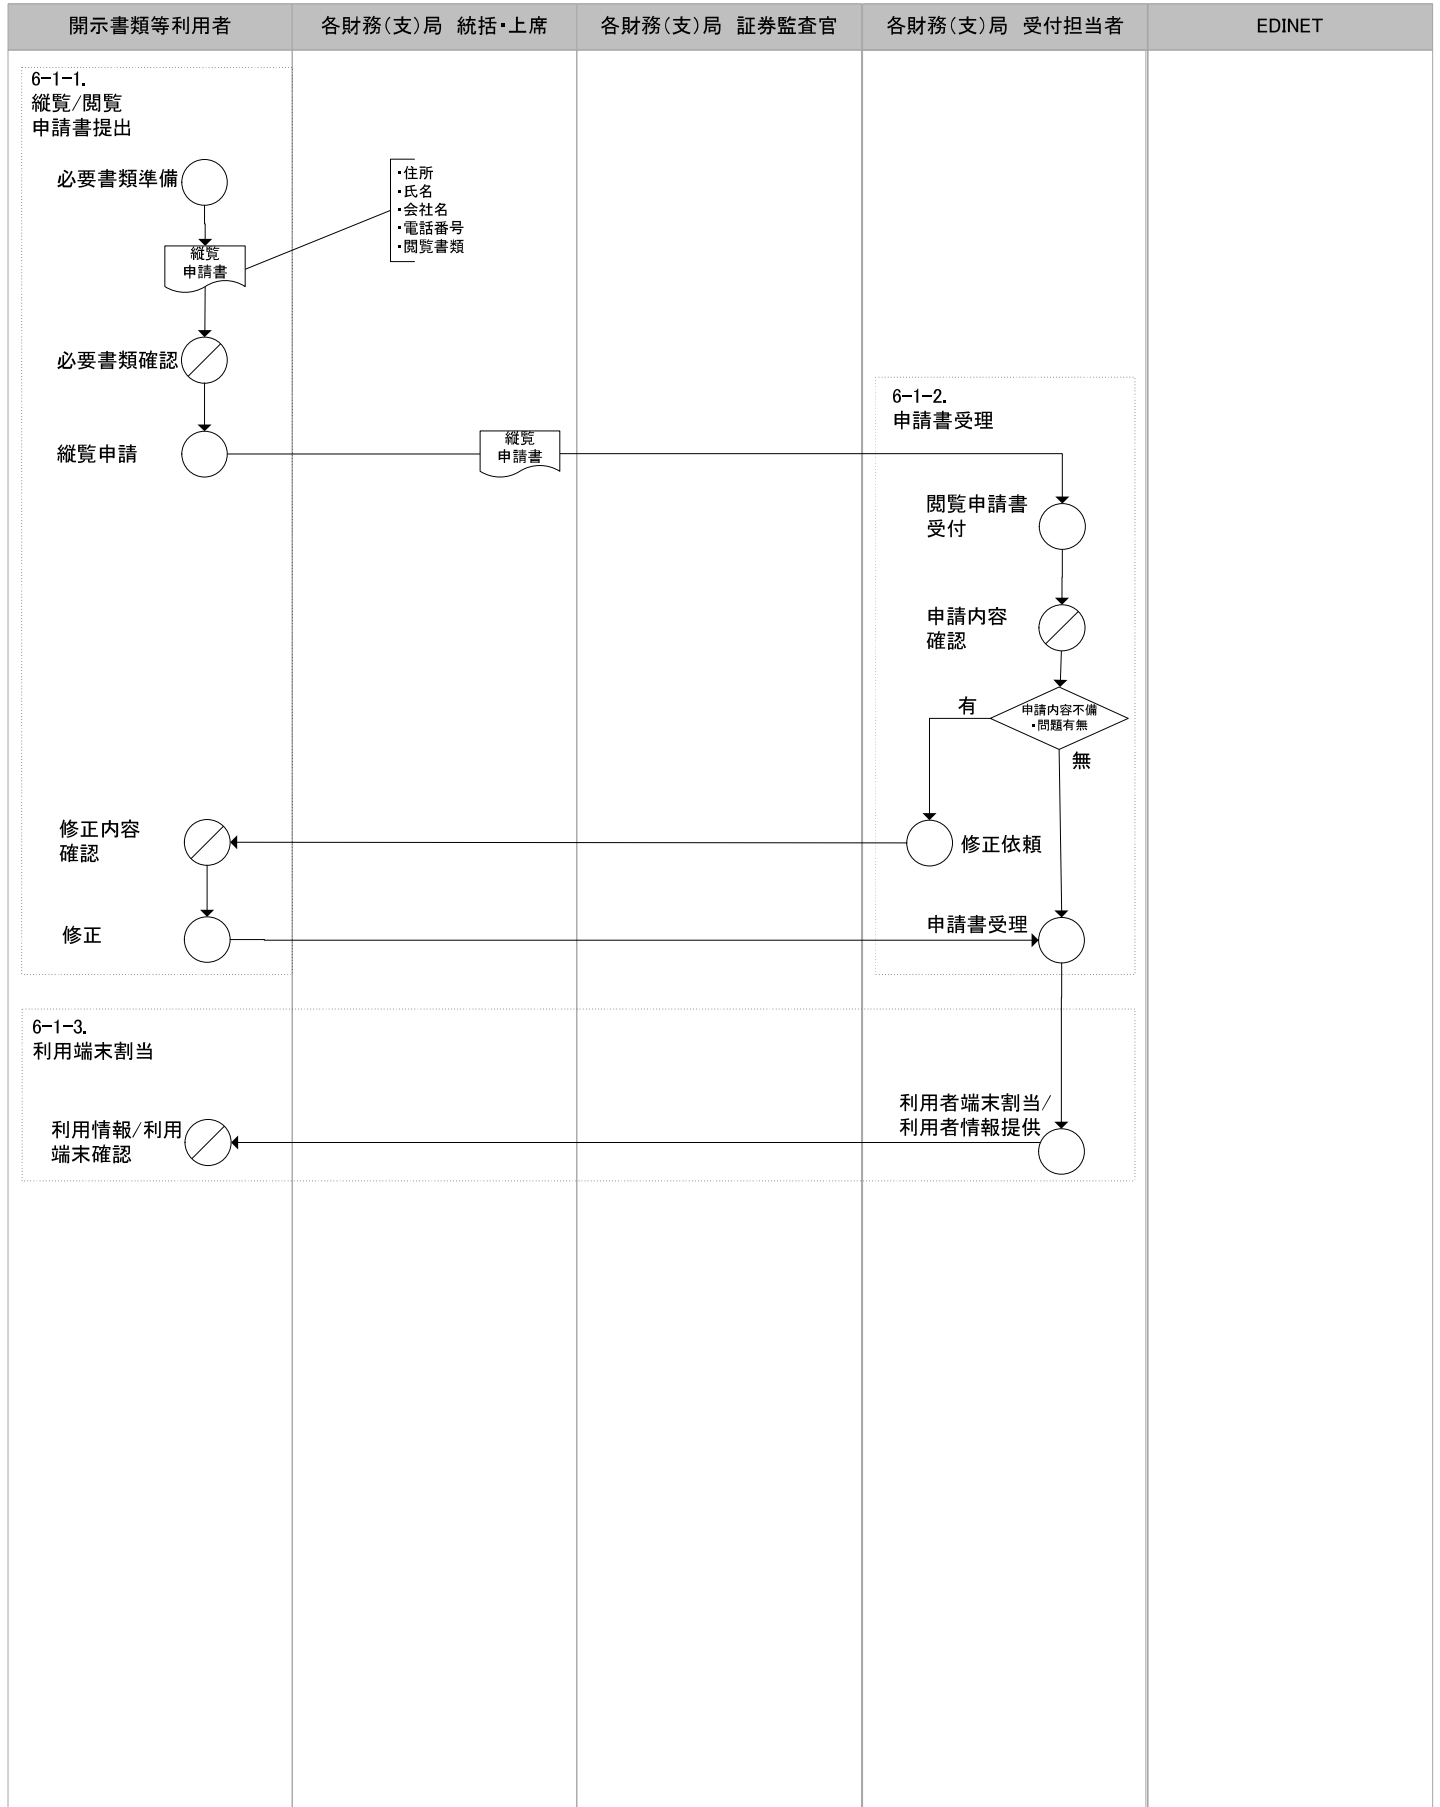 開示書類等利用者
各財務(支)局　統括・上席
各財務(支)局　証券監査官
各財務(支)局　受付担当者
EDINET
6-1-1.
縦覧/閲覧
申請書提出
必要書類準備
・住所
・氏名
・会社名
・電話番号
・閲覧書類
縦覧
申請書
必要書類確認
6-1-2.
申請書受理
縦覧申請
縦覧
申請書
閲覧申請書
受付
申請内容
確認
有
申請内容不備
・問題有無
無
修正内容
確認
修正依頼
修正
申請書受理
6-1-3.
利用端末割当
利用者端末割当/
利用者情報提供
利用情報/利用
端末確認